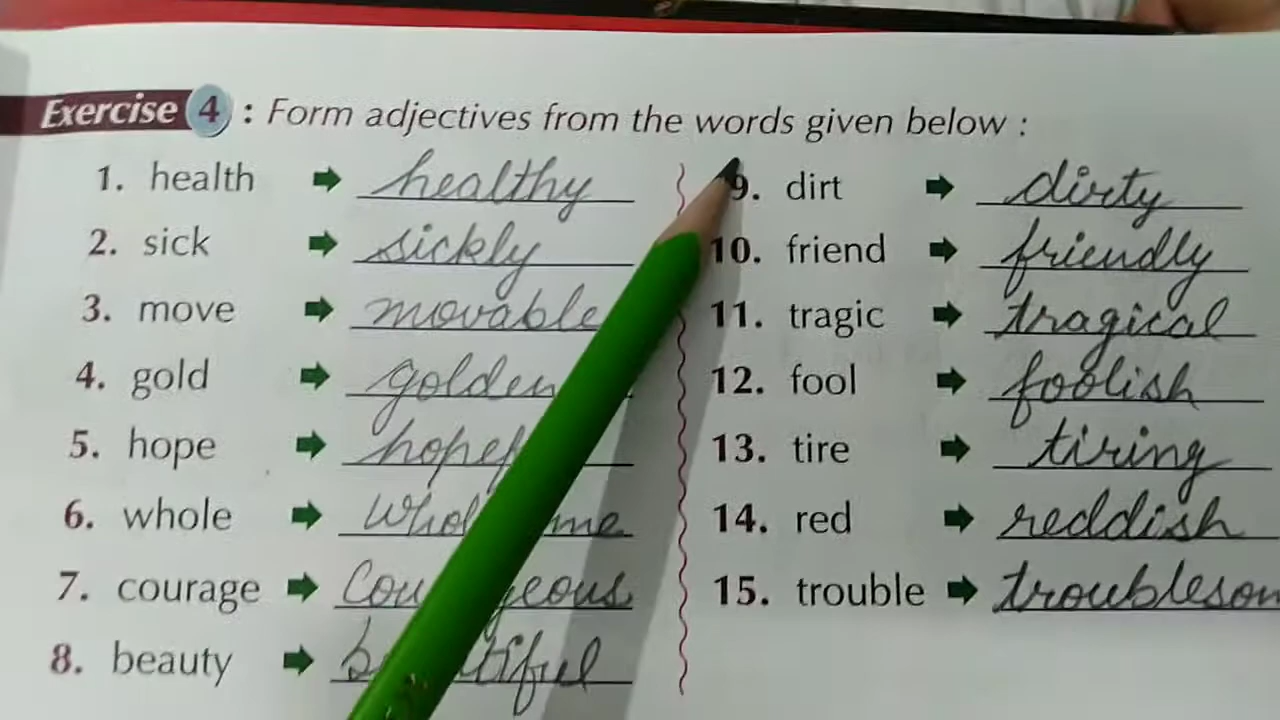 Exercise 4 : Form adjectives from the words given below :
1. health ➡ healthy
2. sick ➡ sickly
3. move ➡ movable
4. gold ➡ golden
5. hope ➡
6. whole ➡
7. courage ➡
8. beauty ➡
9. dirt ➡ dirty
10. friend ➡ friendly
11. tragic ➡ tragical
12. fool ➡ foolish
13. tire ➡ tiring
14. red ➡ reddish
15. trouble ➡